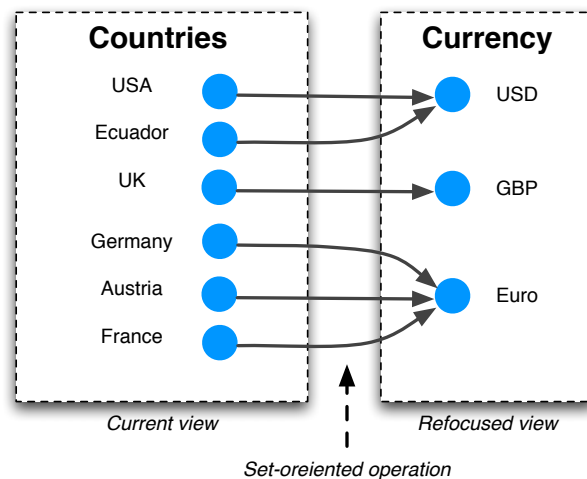 Countries
Currency
USA
USD
Ecuador
UK
GBP
Germany
Austria
Euro
France
Current view
Refocused view
Set-oreiented operation